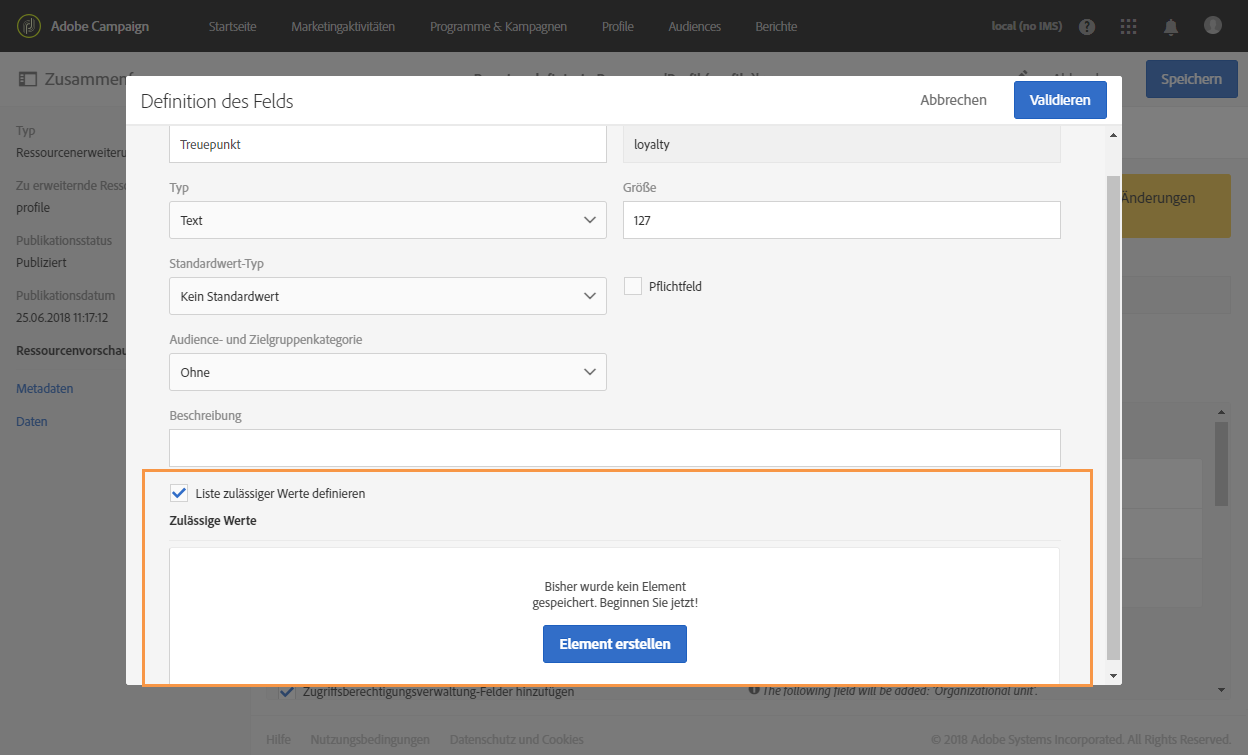 Adobe Campaign Startseite Marketingaktivitäten Programme & Kampagnen Profile Audiences Berichte local (no IMS)
Zusammenf
Speichern
Definition des Felds Abbrechen Validieren
Typ
Ressourcenerweiteru
Zu erweiternde Resso
profile
Publikationsstatus
Publiziert
Publikationsdatum
25.06.2018 11:17:12
Ressourcenvorschau
Metadaten
Daten
Treuepunkt loyalty
Typ Größe
Text 127
Standardwert-Typ
Kein Standardwert Pflichtfeld
Audience- und Zielgruppenkategorie
Ohne
Beschreibung
Liste zulässiger Werte definieren
Zulässige Werte
Bisher wurde kein Element
gespeichert. Beginnen Sie jetzt!
Element erstellen
Änderungen
Zugriffsberechtigungsverwaltung-Felder hinzufügen The following field will be added: 'Organizational unit'.
Hilfe Nutzungsbedingungen Datenschutz und Cookies © 2018 Adobe Systems Incorporated. All Rights Reserved.